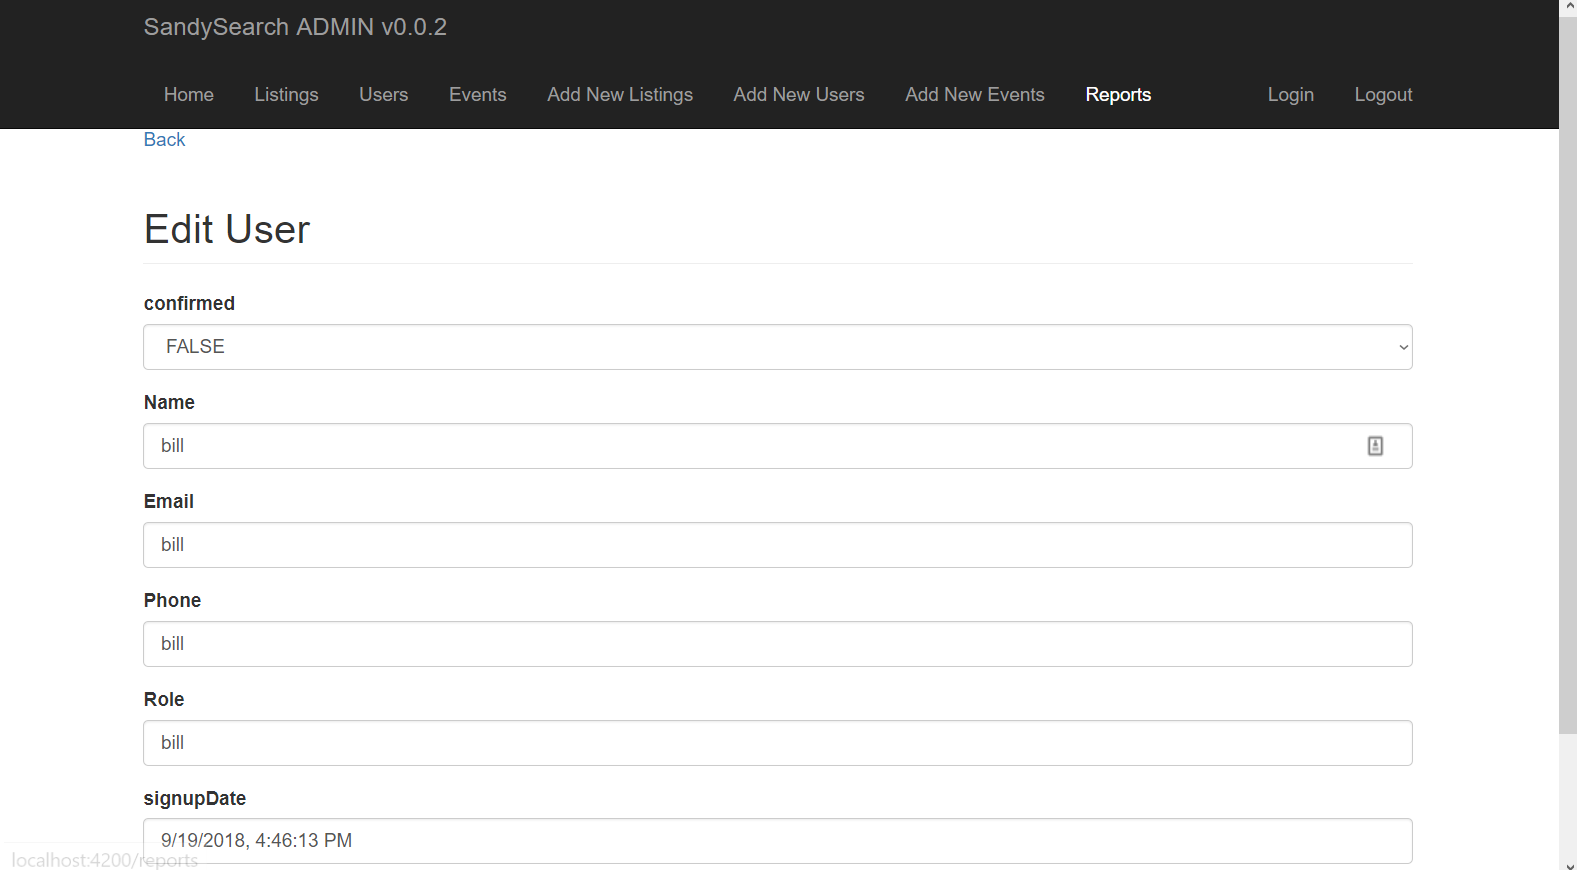 SandySearch ADMIN v0.0.2
Home Listings Users Events Add New Listings Add New Users Add New Events Reports Login Logout
Back
Edit User
confirmed
FALSE
Name
bill
Email
bill
Phone
bill
Role
bill
signupDate
9/19/2018, 4:46:13 PM
localhost:4200/reports